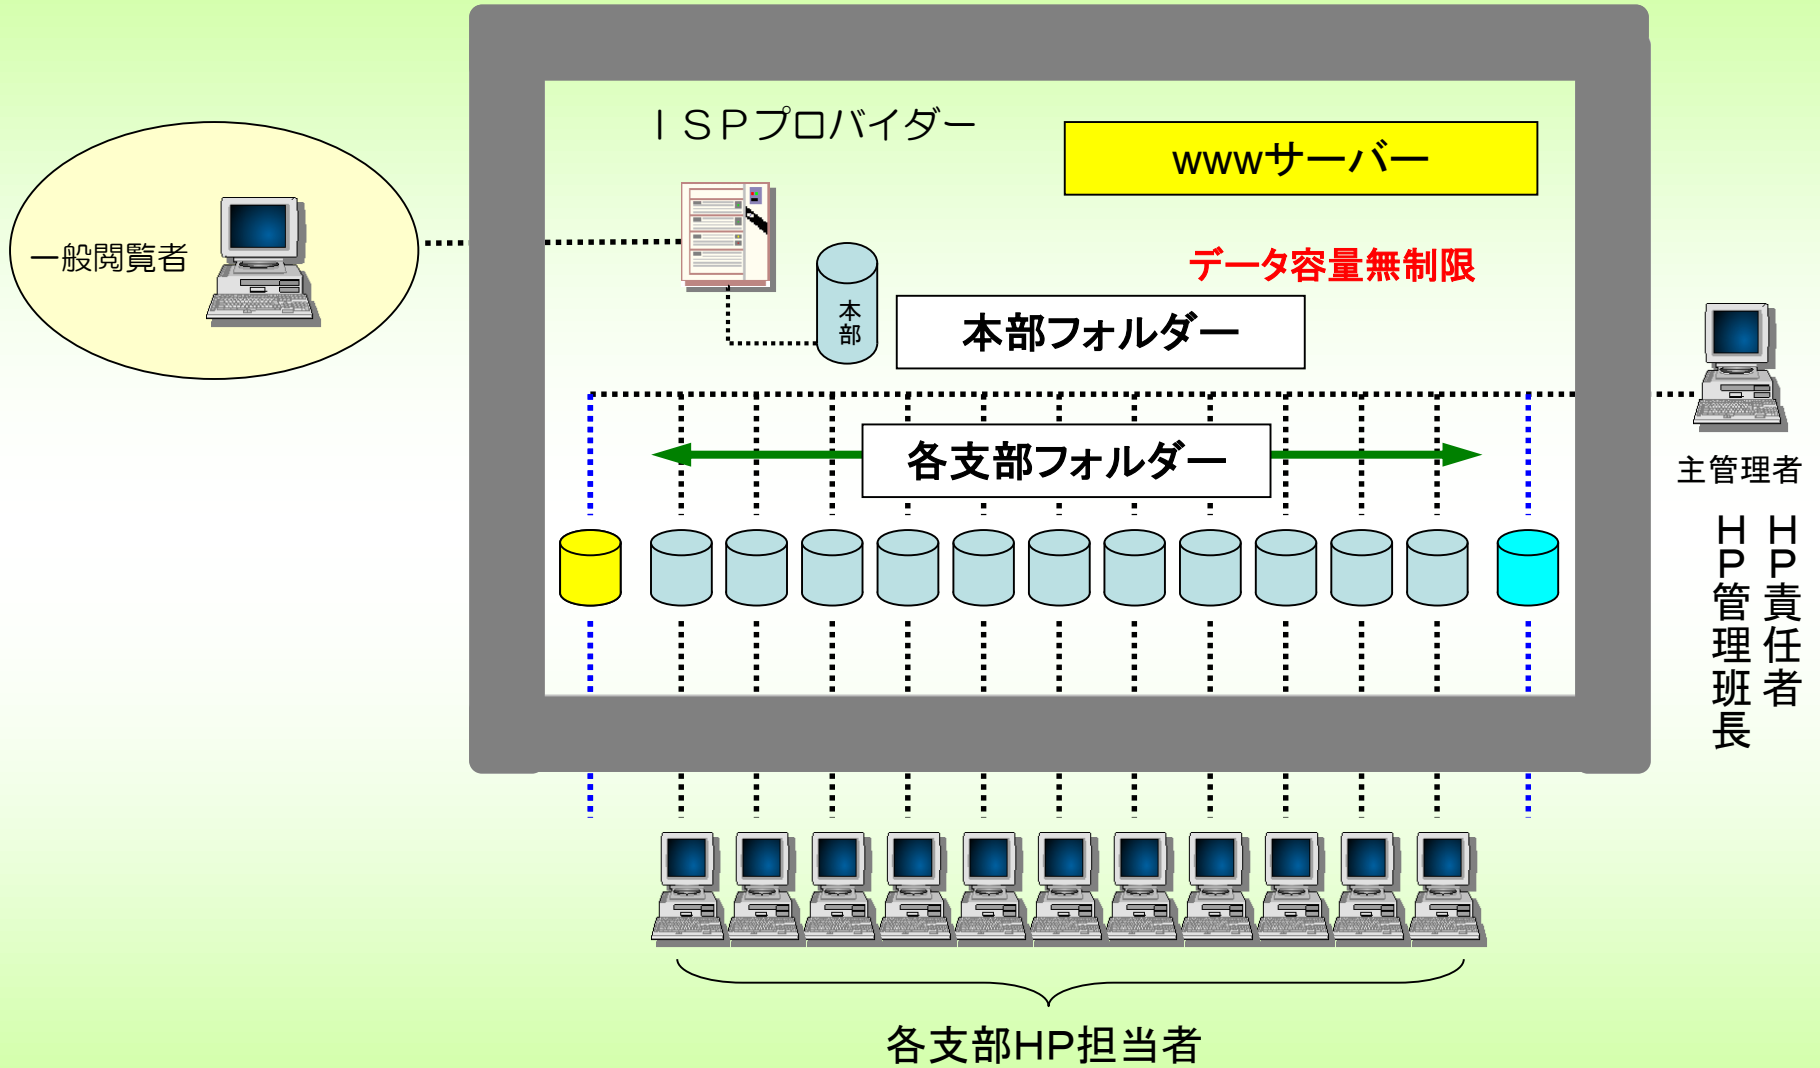 ＩＳＰプロバイダー
wwwサーバー
一般閲覧者
データ容量無制限
本部
本部フォルダー
各支部フォルダー
主管理者
ＨＰ責任者
ＨＰ管理班長
各支部HP担当者